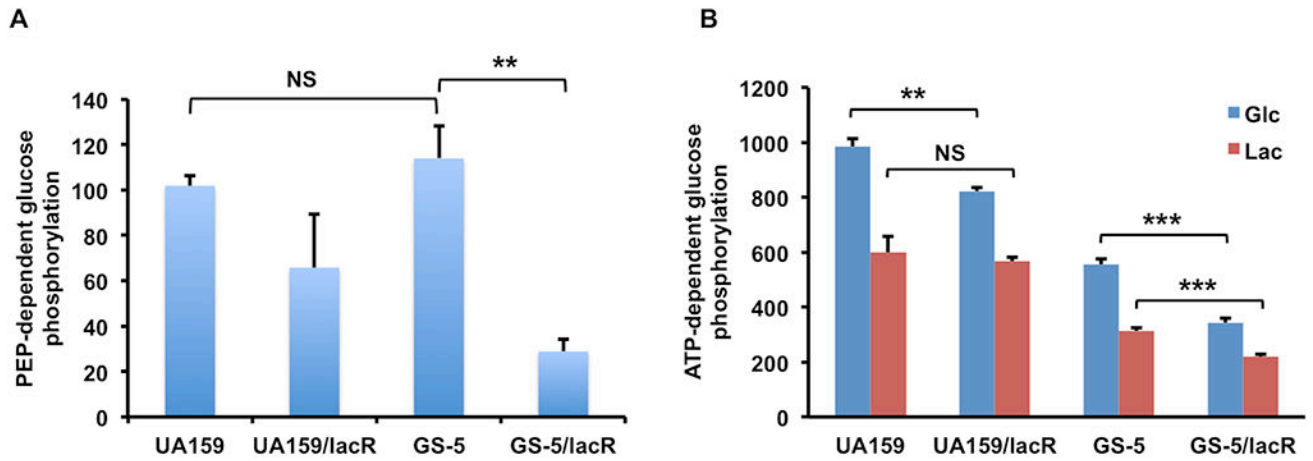 A
NS
**
140
120
100
80
60
40
20
0
PEP-dependent glucose
phosphorylation
UA159
UA159/lacR
GS-5
GS-5/lacR
B
**
NS
***
***
Glc
Lac
1200
1000
800
600
400
200
0
ATP-dependent glucose
phosphorylation
UA159
UA159/lacR
GS-5
GS-5/lacR